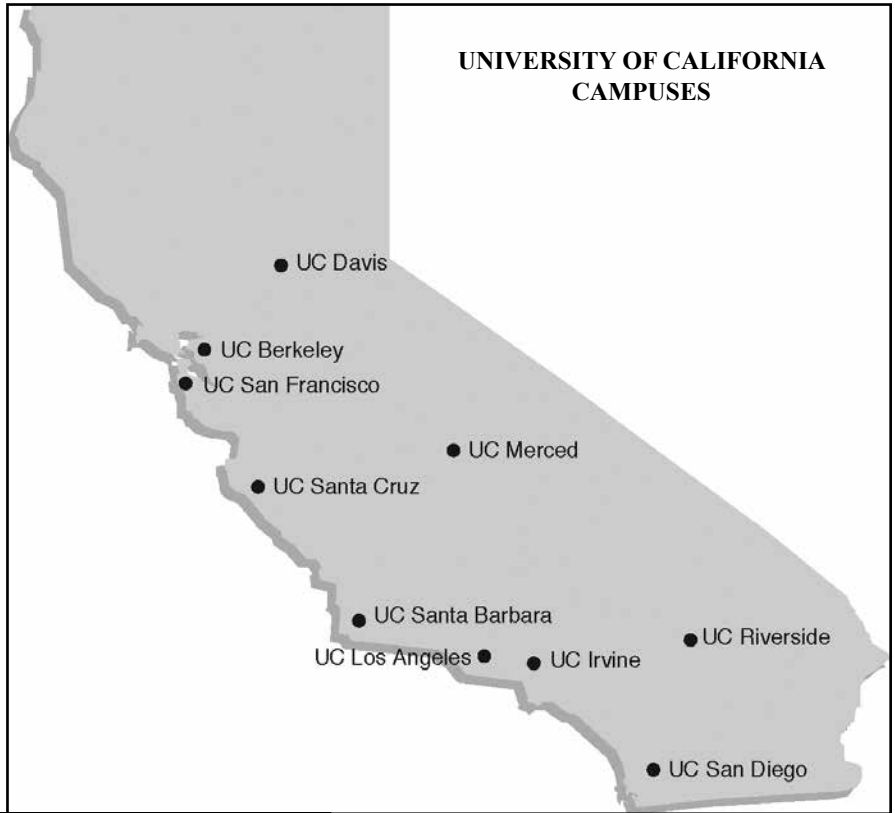 UNIVERSITY OF CALIFORNIA
CAMPUSES
UC Davis
UC Berkeley
UC San Francisco
UC Merced
UC Santa Cruz
UC Santa Barbara
UC Riverside
UC Los Angeles
UC Irvine
UC San Diego